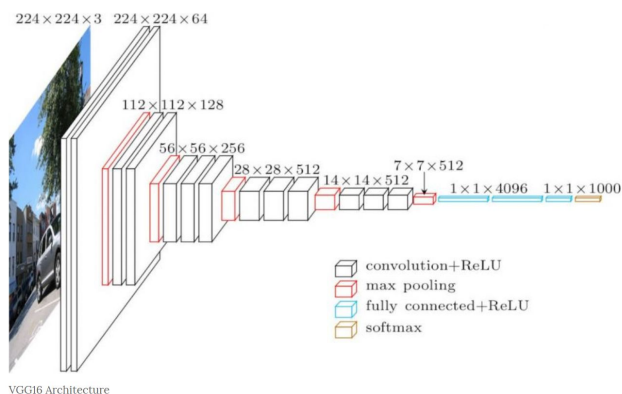 224×224×3
224×224×64
112×112×128
56×56×256
28×28×512
14×14×512
7×7×512
1×1×4096
1×1×1000
convolution+ReLU
max pooling
fully connected+ReLU
softmax
VGG16 Architecture